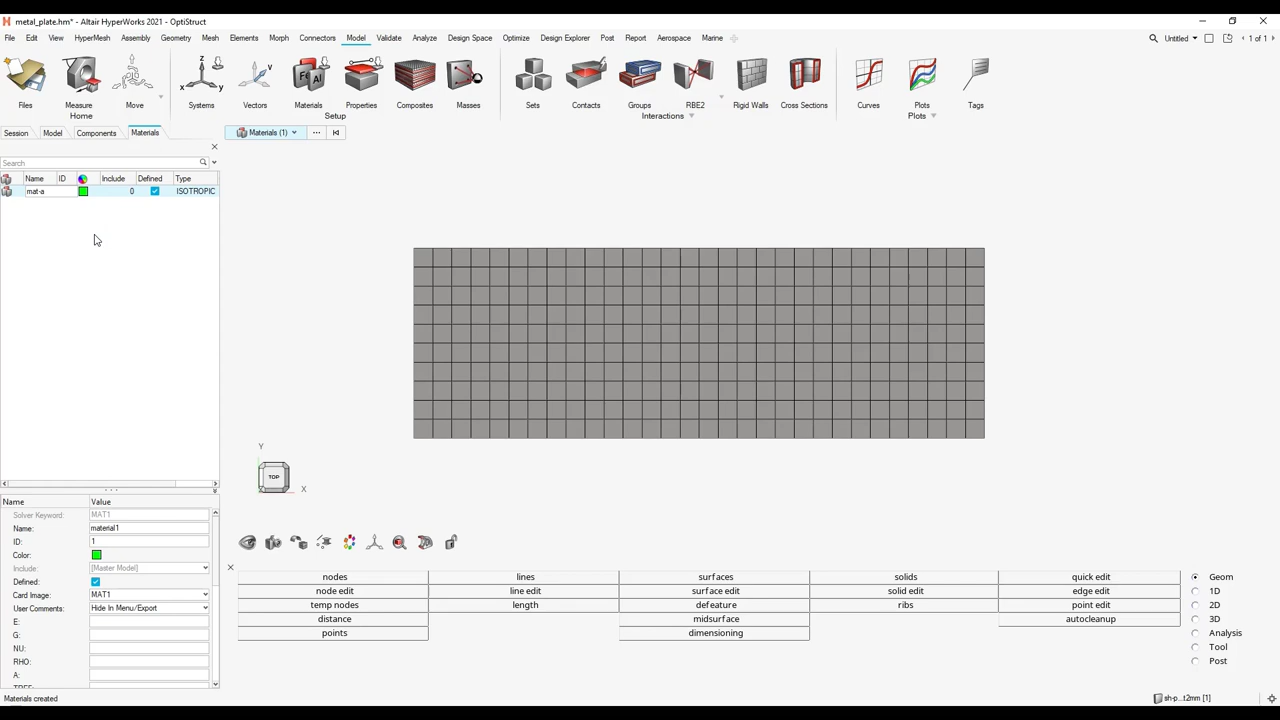 metal_plate.hm* - Altair HyperWorks 2021 - OptiStruct
File Edit View HyperMesh Assembly Geometry Mesh Elements Morph Connectors Model Validate Analyze Design Space Optimize Design Explorer Post Report Aerospace Marine Untitled 1 of 1
Files Measure Move Systems Vectors Materials Properties Composites Masses Sets Contacts Groups RBE2 Rigid Walls Cross Sections Curves Plots Tags
Home Setup Interactions Plots
Session Model Components Materials Materials (1)
Search
Name ID Include Defined Type
mat-a 0 ISOTROPIC
Y
TOP
X
Name Value
Solver Keyword: MAT1
Name: material1
ID: 1
Color:
Include: [Master Model]
Defined:
Card Image: MAT1
User Comments: Hide In Menu/Export
E:
G:
NU:
RHO:
A:
nodes lines surfaces solids quick edit Geom
node edit line edit surface edit solid edit edge edit 1D
temp nodes length defeature ribs point edit 2D
distance midsurface autocleanup 3D
points dimensioning Analysis
Tool
Post
Materials created
sh-p...t2mm [1]